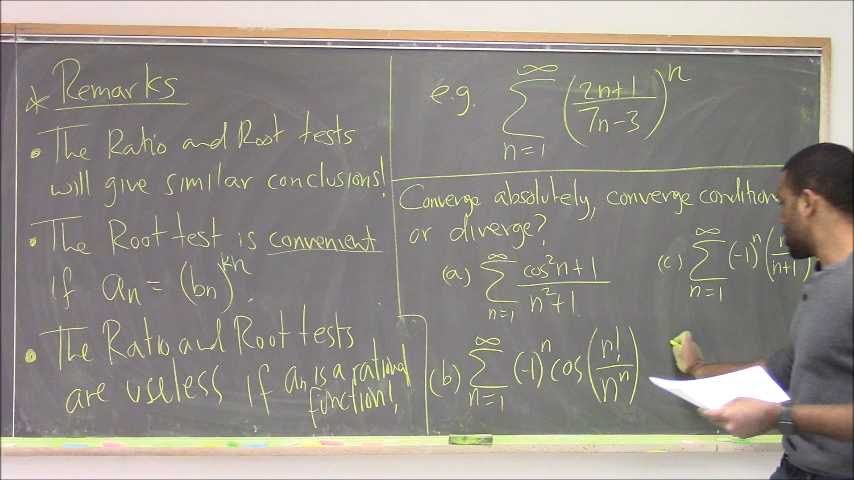 * Remarks
• The Ratio and Root tests
will give similar conclusions!
• The Root test is convenient
if aₙ = (bₙ)^kn.
• The Ratio and Root tests
are useless if aₙ is a rational
function!
e.g. ∑_{n=1}^{∞} ((2n+1)/(7n-3))^n
Converge absolutely, converge
or diverge?
(a) ∑_{n=1}^{∞} (cos²n+1)/(n²+1)
(b) ∑_{n=1}^{∞} (-1)^n cos(n!/n^n)
(c) ∑_{n=1}^{∞} (-1)^n